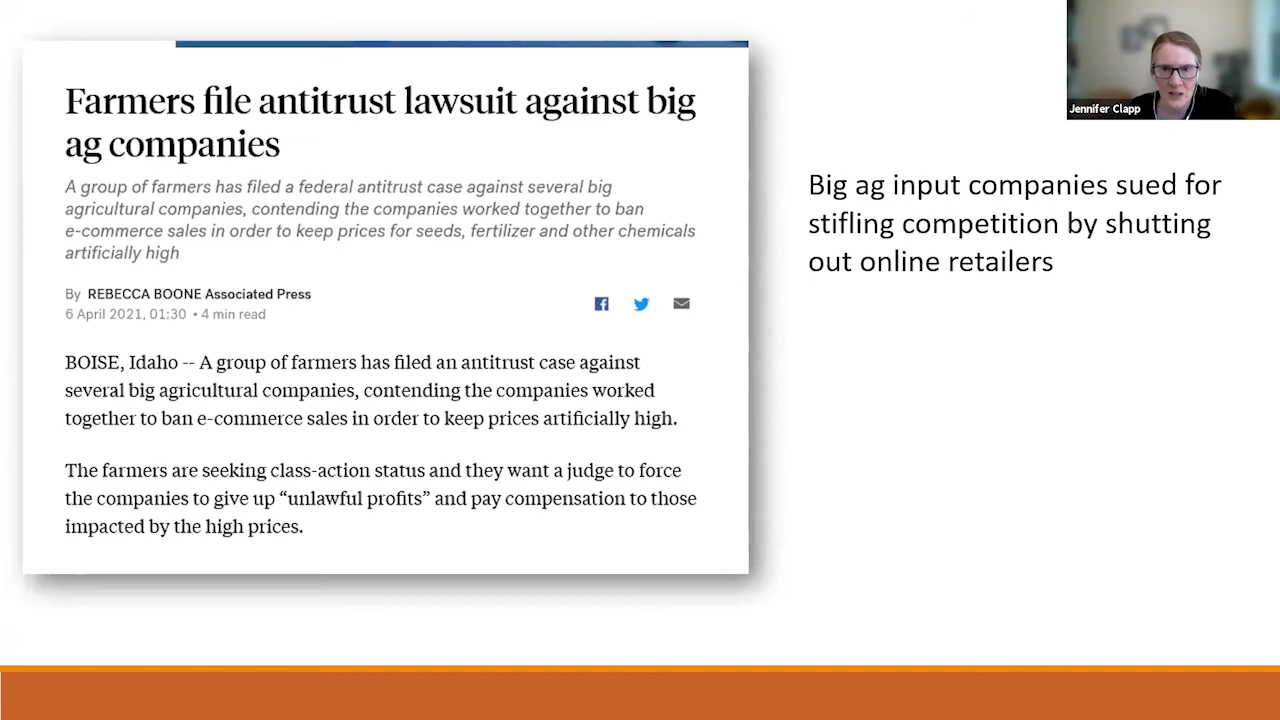 Farmers file antitrust lawsuit against big
ag companies
A group of farmers has filed a federal antitrust case against several big
agricultural companies, contending the companies worked together to ban
e-commerce sales in order to keep prices for seeds, fertilizer and other chemicals
artificially high
By REBECCA BOONE Associated Press
6 April 2021, 01:30 • 4 min read
BOISE, Idaho -- A group of farmers has filed an antitrust case against
several big agricultural companies, contending the companies worked
together to ban e-commerce sales in order to keep prices artificially high.
The farmers are seeking class-action status and they want a judge to force
the companies to give up “unlawful profits” and pay compensation to those
impacted by the high prices.
Jennifer Clapp
Big ag input companies sued for
stifling competition by shutting
out online retailers